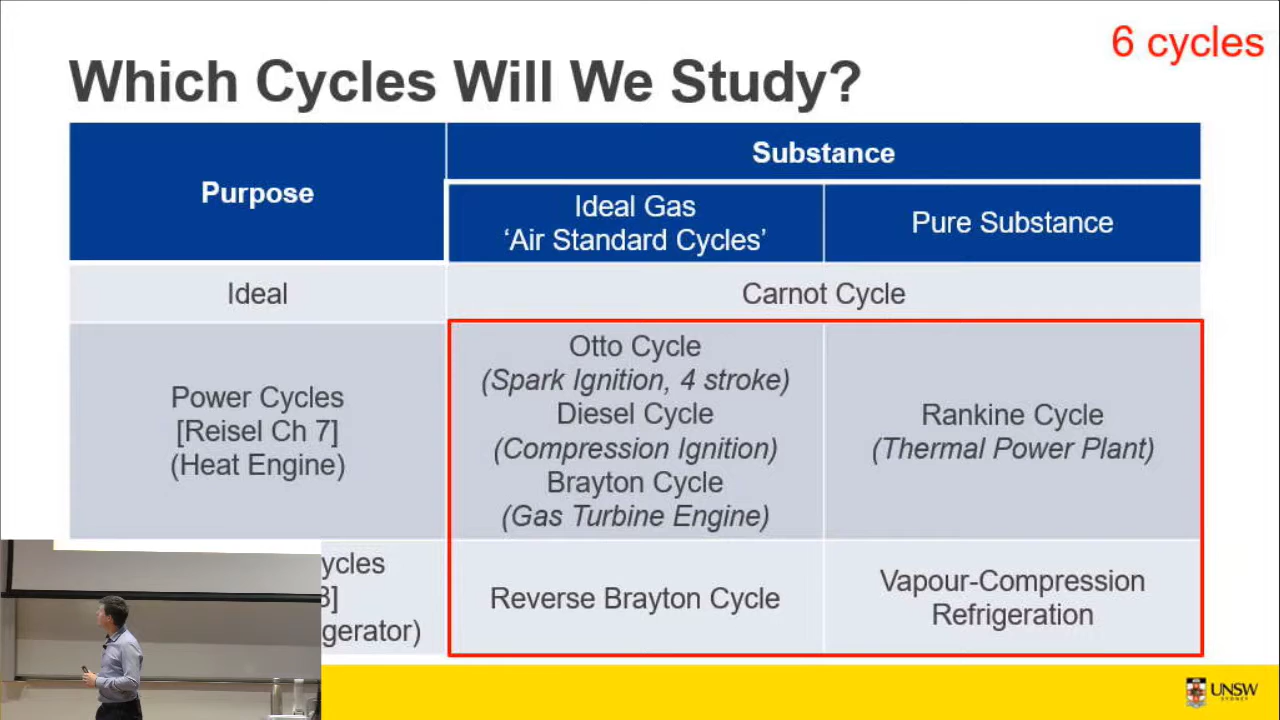 6 cycles
Which Cycles Will We Study?
Purpose
Substance
Ideal Gas
‘Air Standard Cycles’
Pure Substance
Ideal
Carnot Cycle
Power Cycles
[Reisel Ch 7]
(Heat Engine)
Otto Cycle
(Spark Ignition, 4 stroke)
Diesel Cycle
(Compression Ignition)
Brayton Cycle
(Gas Turbine Engine)
Rankine Cycle
(Thermal Power Plant)
ycles
8]
gerator)
Reverse Brayton Cycle
Vapour-Compression
Refrigeration
UNSW
SYDNEY